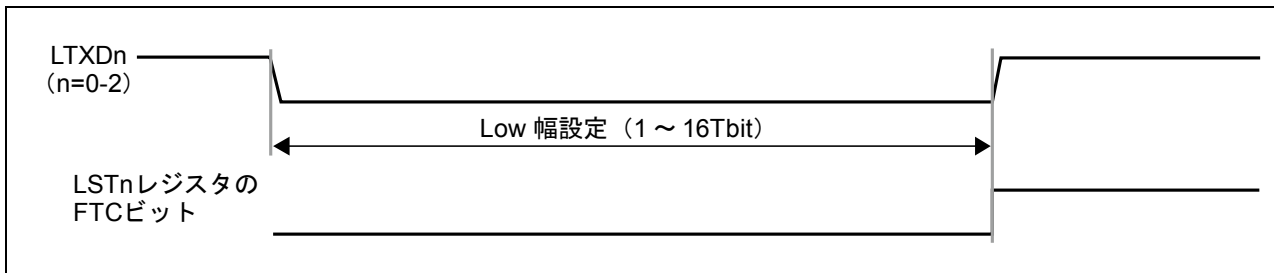 LTXDn
（n=0-2）
Low 幅設定（1 ～ 16Tbit）
LSTnレジスタの
FTCビット